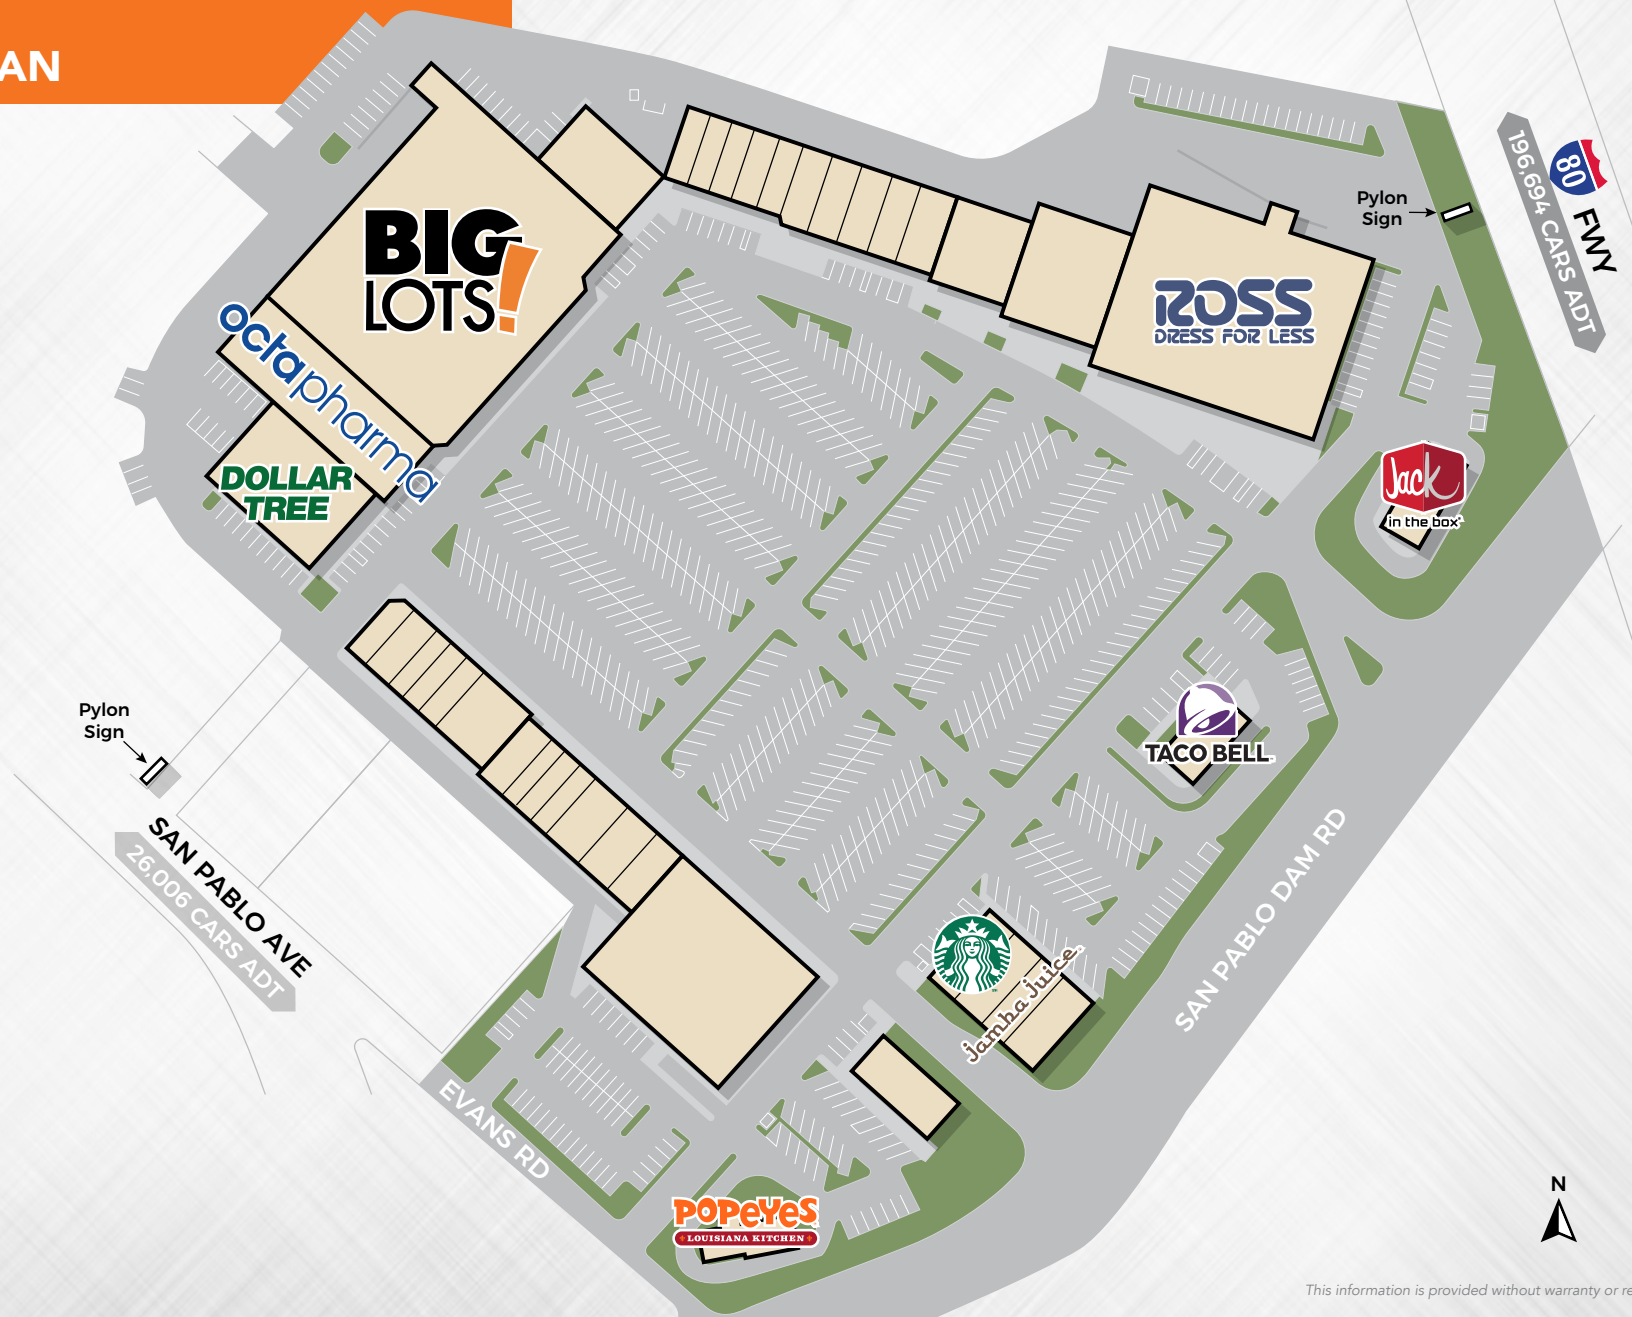 AN
BIG
LOTS!
octapharma
DOLLAR
TREE
ROSS
DRESS FOR LESS
Pylon
Sign
80
FWY
196,694 CARS ADT
Jack
in the box
TACO BELL
Pylon
Sign
SAN PABLO AVE
26,006 CARS ADT
SAN PABLO DAM RD
Jamba Juice
EVANS RD
POPEYES
LOUISIANA KITCHEN
N
This information is provided without warranty or re